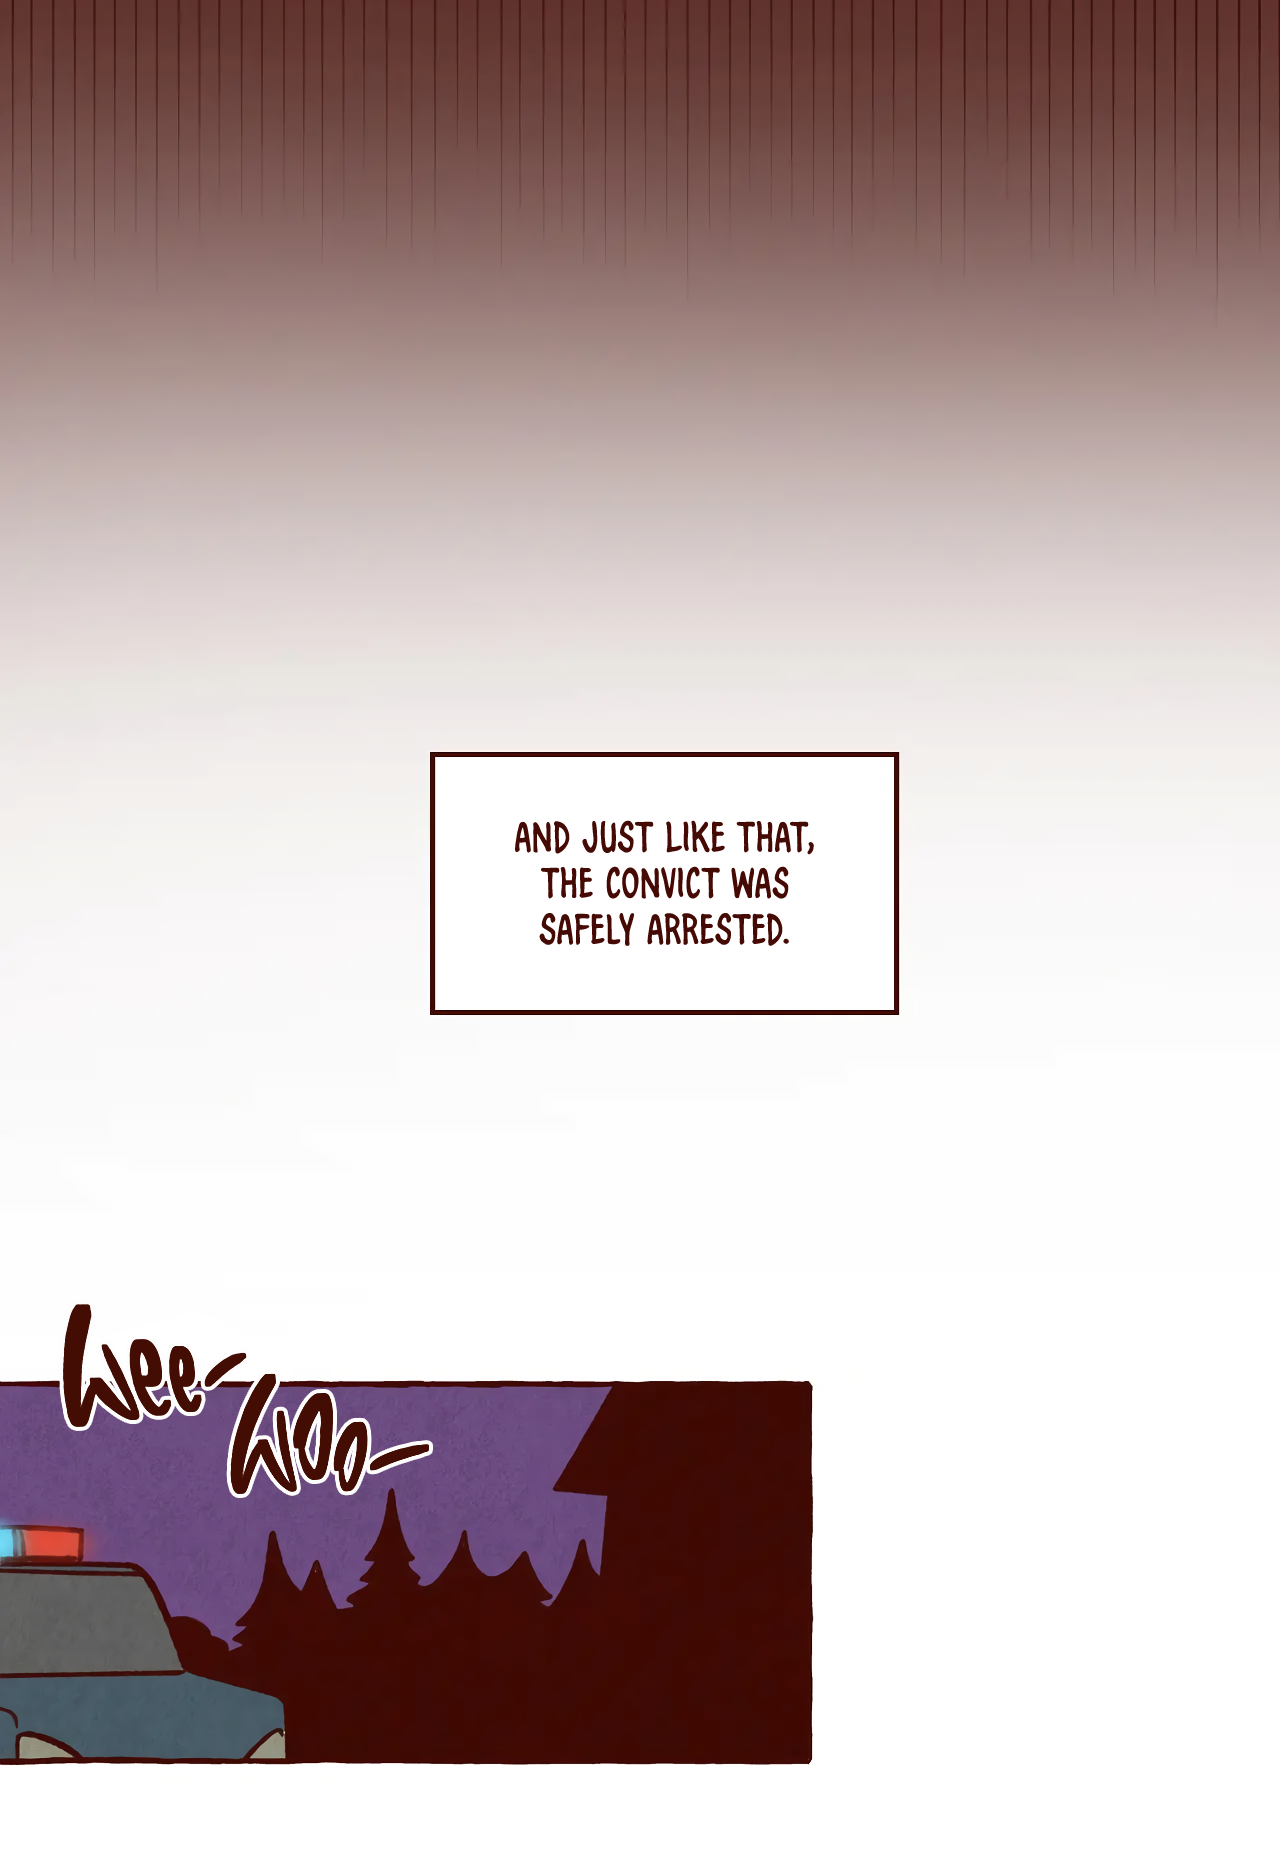 AND JUST LIKE THAT,
THE CONVICT WAS
SAFELY ARRESTED.
Wee-
Woo-